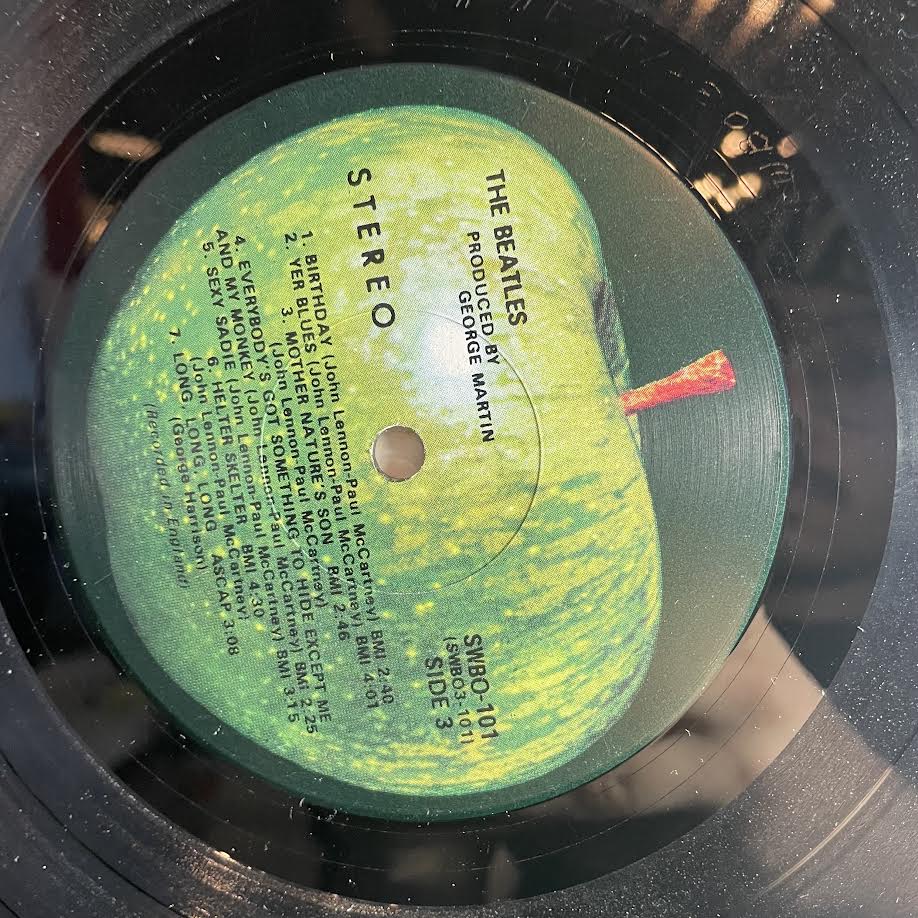 THE BEATLES
PRODUCED BY
GEORGE MARTIN
STEREO
SWBO-101
(SWBO3-101)
SIDE 3
1. BIRTHDAY (John Lennon-Paul McCartney) BMI 2:40
2. YER BLUES (John Lennon-Paul McCartney) BMI 4:01
3. MOTHER NATURE'S SON BMI 2:46
(John Lennon-Paul McCartney)
4. EVERYBODY'S GOT SOMETHING TO HIDE EXCEPT ME
AND MY MONKEY (John Lennon-Paul McCartney) BMI 2:25
5. SEXY SADIE (John Lennon-Paul McCartney) BMI 3:15
6. HELTER SKELTER BMI 4:30
(John Lennon-Paul McCartney)
7. LONG, LONG, LONG ASCAP 3:08
(George Harrison)
(Recorded in England)